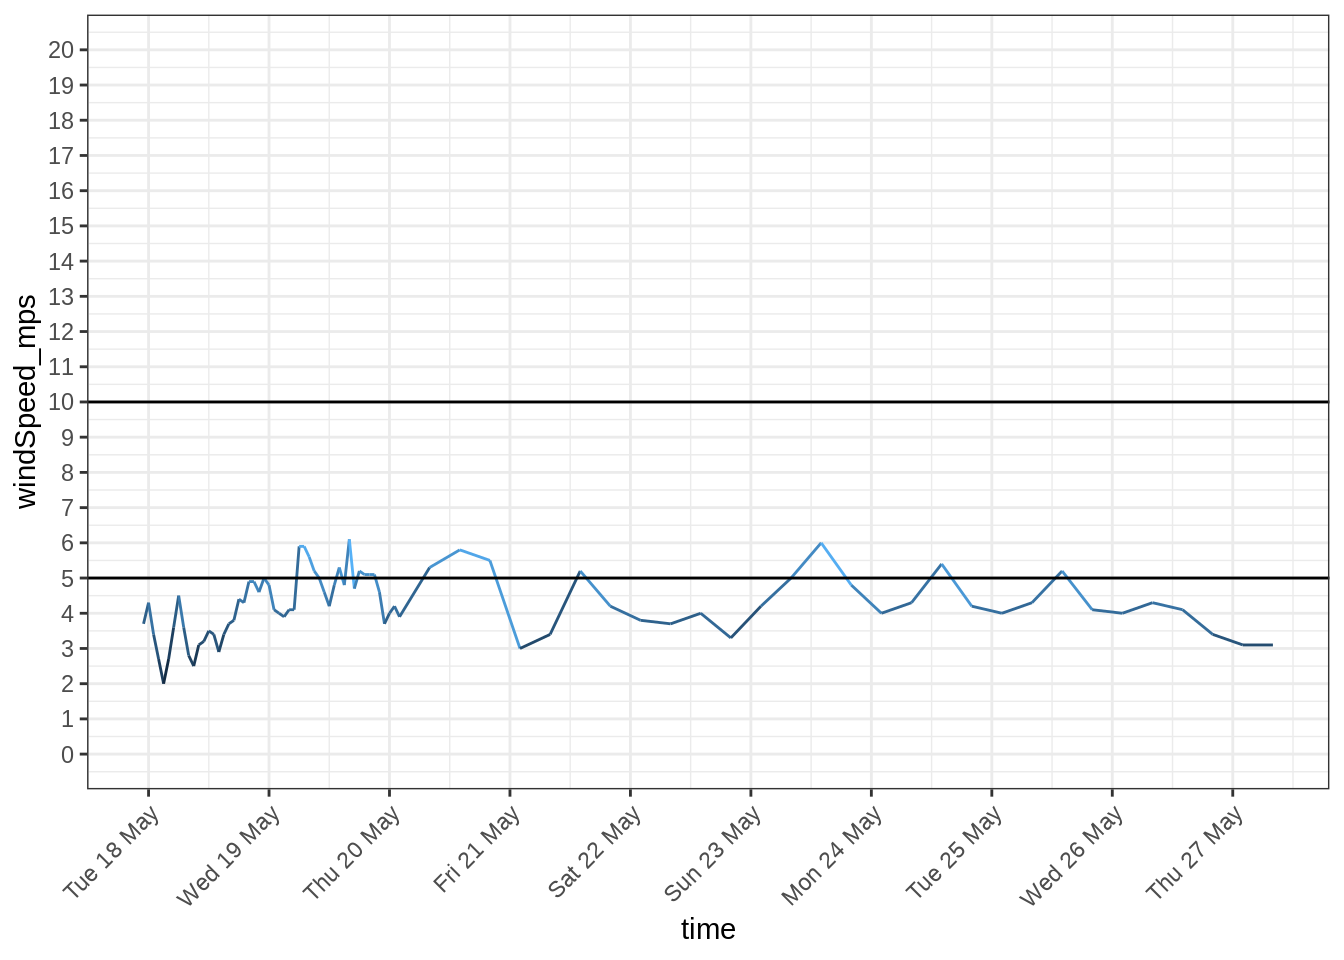 windSpeed_mps
20
19
18
17
16
15
14
13
12
11
10
9
8
7
6
5
4
3
2
1
0
Tue 18 May
Wed 19 May
Thu 20 May
Fri 21 May
Sat 22 May
Sun 23 May
Mon 24 May
Tue 25 May
Wed 26 May
Thu 27 May
time